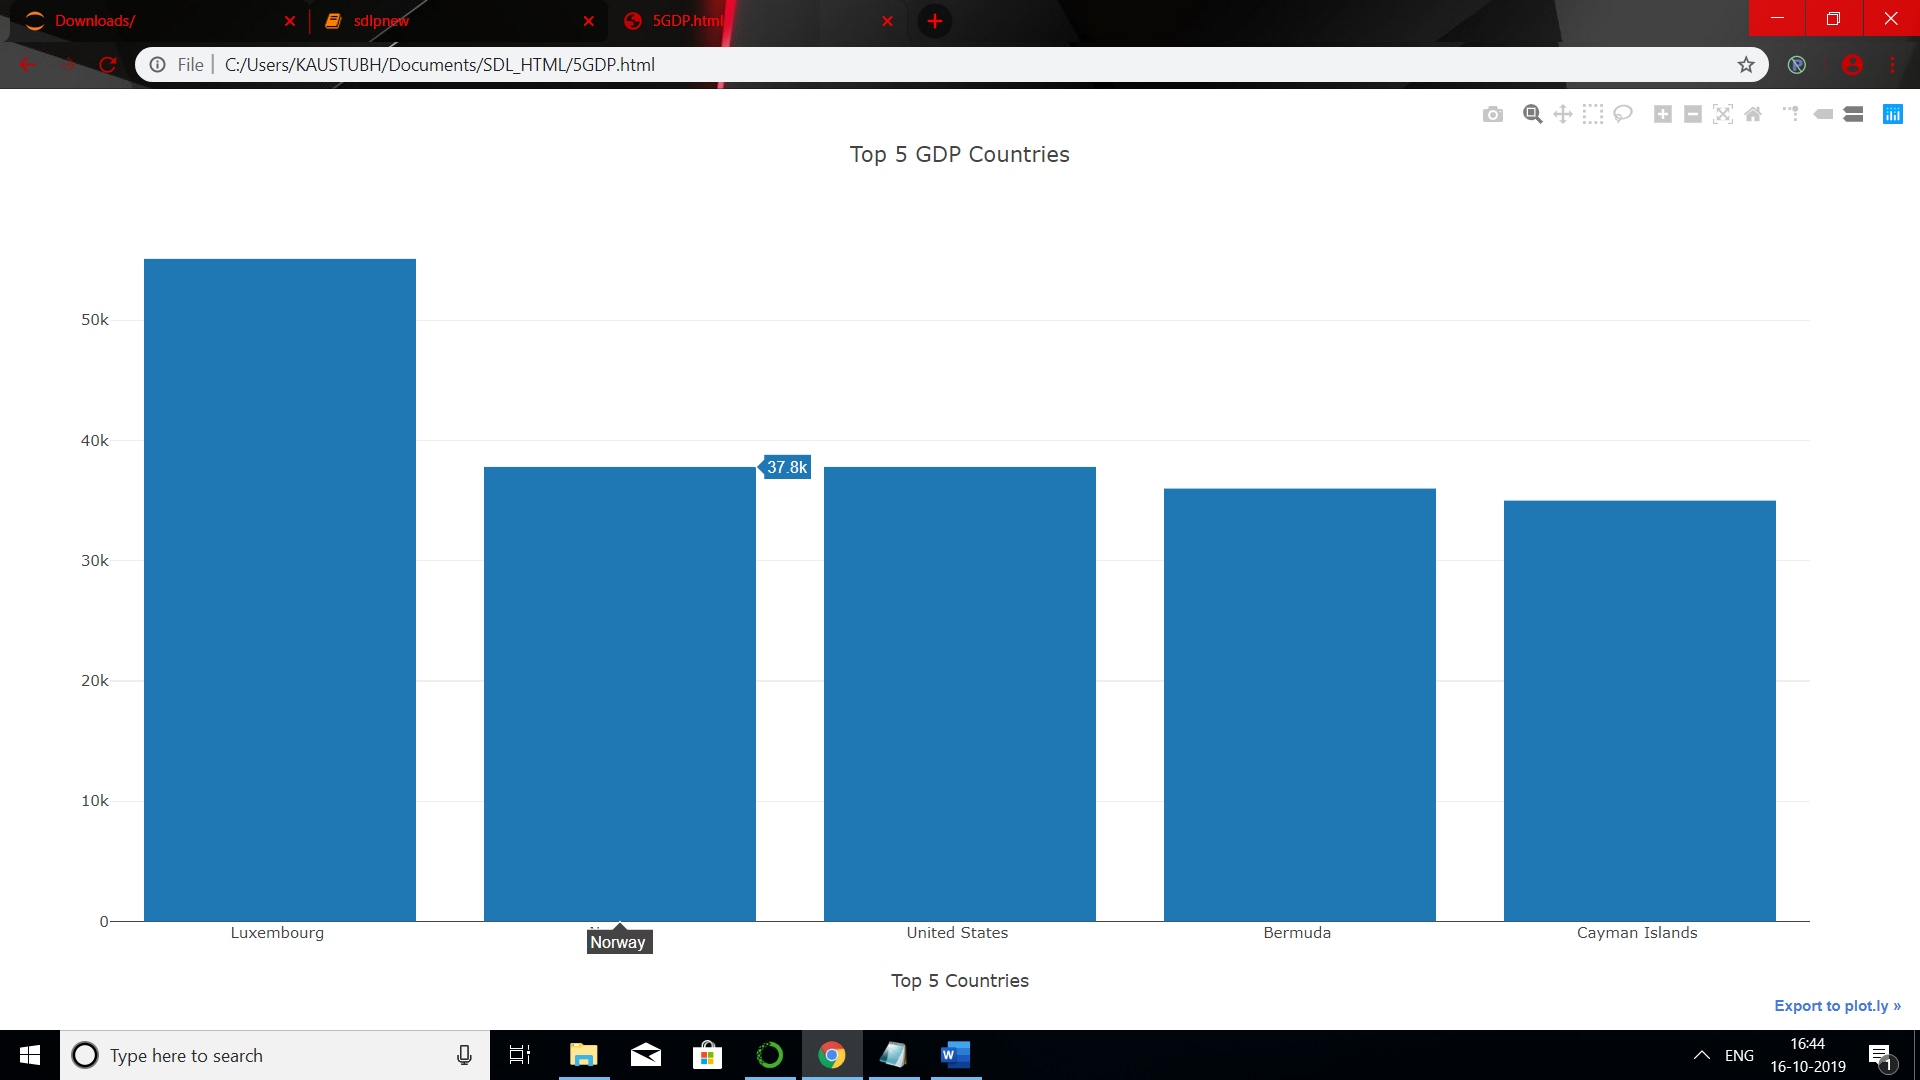 Downloads/
sdlpnew
5GDP.html
File
C:/Users/KAUSTUBH/Documents/SDL_HTML/5GDP.html
Top 5 GDP Countries
50k
40k
37.8k
30k
20k
10k
0
Luxembourg
Norway
United States
Bermuda
Cayman Islands
Top 5 Countries
Export to plot.ly »
Type here to search
W
ENG
16:44
16-10-2019
1